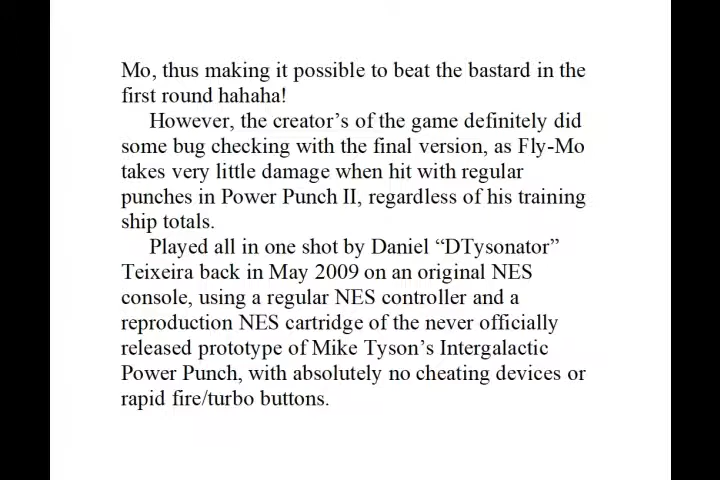 Mo, thus making it possible to beat the bastard in the
first round hahaha!
However, the creator’s of the game definitely did
some bug checking with the final version, as Fly-Mo
takes very little damage when hit with regular
punches in Power Punch II, regardless of his training
ship totals.
Played all in one shot by Daniel “DTysonator”
Teixeira back in May 2009 on an original NES
console, using a regular NES controller and a
reproduction NES cartridge of the never officially
released prototype of Mike Tyson’s Intergalactic
Power Punch, with absolutely no cheating devices or
rapid fire/turbo buttons.